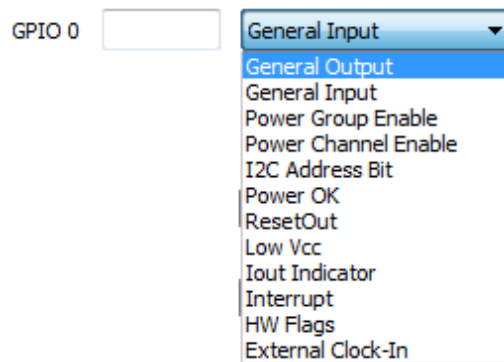 GPIO 0 General Input
General Output
General Input
Power Group Enable
Power Channel Enable
I2C Address Bit
Power OK
ResetOut
Low Vcc
Iout Indicator
Interrupt
HW Flags
External Clock-In